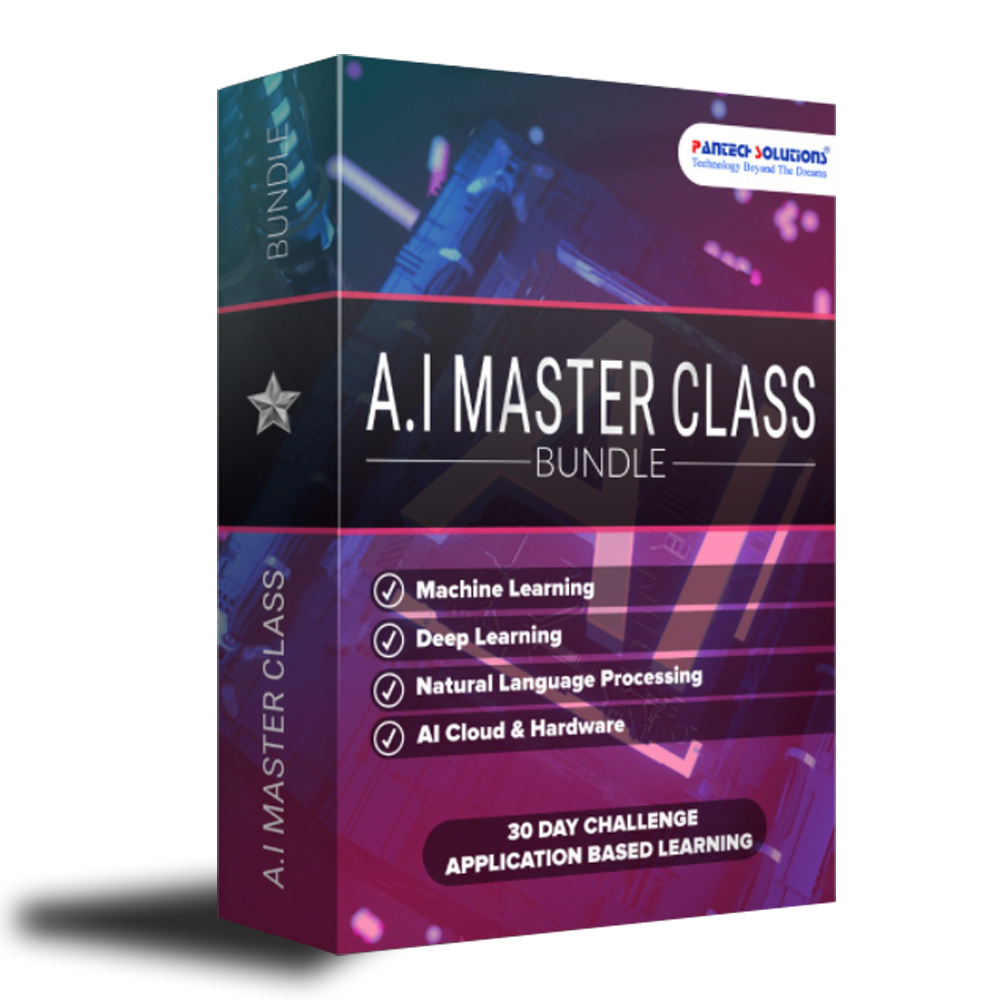 BUNDLE
A.I MASTER CLASS
PANTECH SOLUTIONS®
Technology Beyond The Dreams
A.I MASTER CLASS
BUNDLE
Machine Learning
Deep Learning
Natural Language Processing
AI Cloud & Hardware
30 DAY CHALLENGE
APPLICATION BASED LEARNING